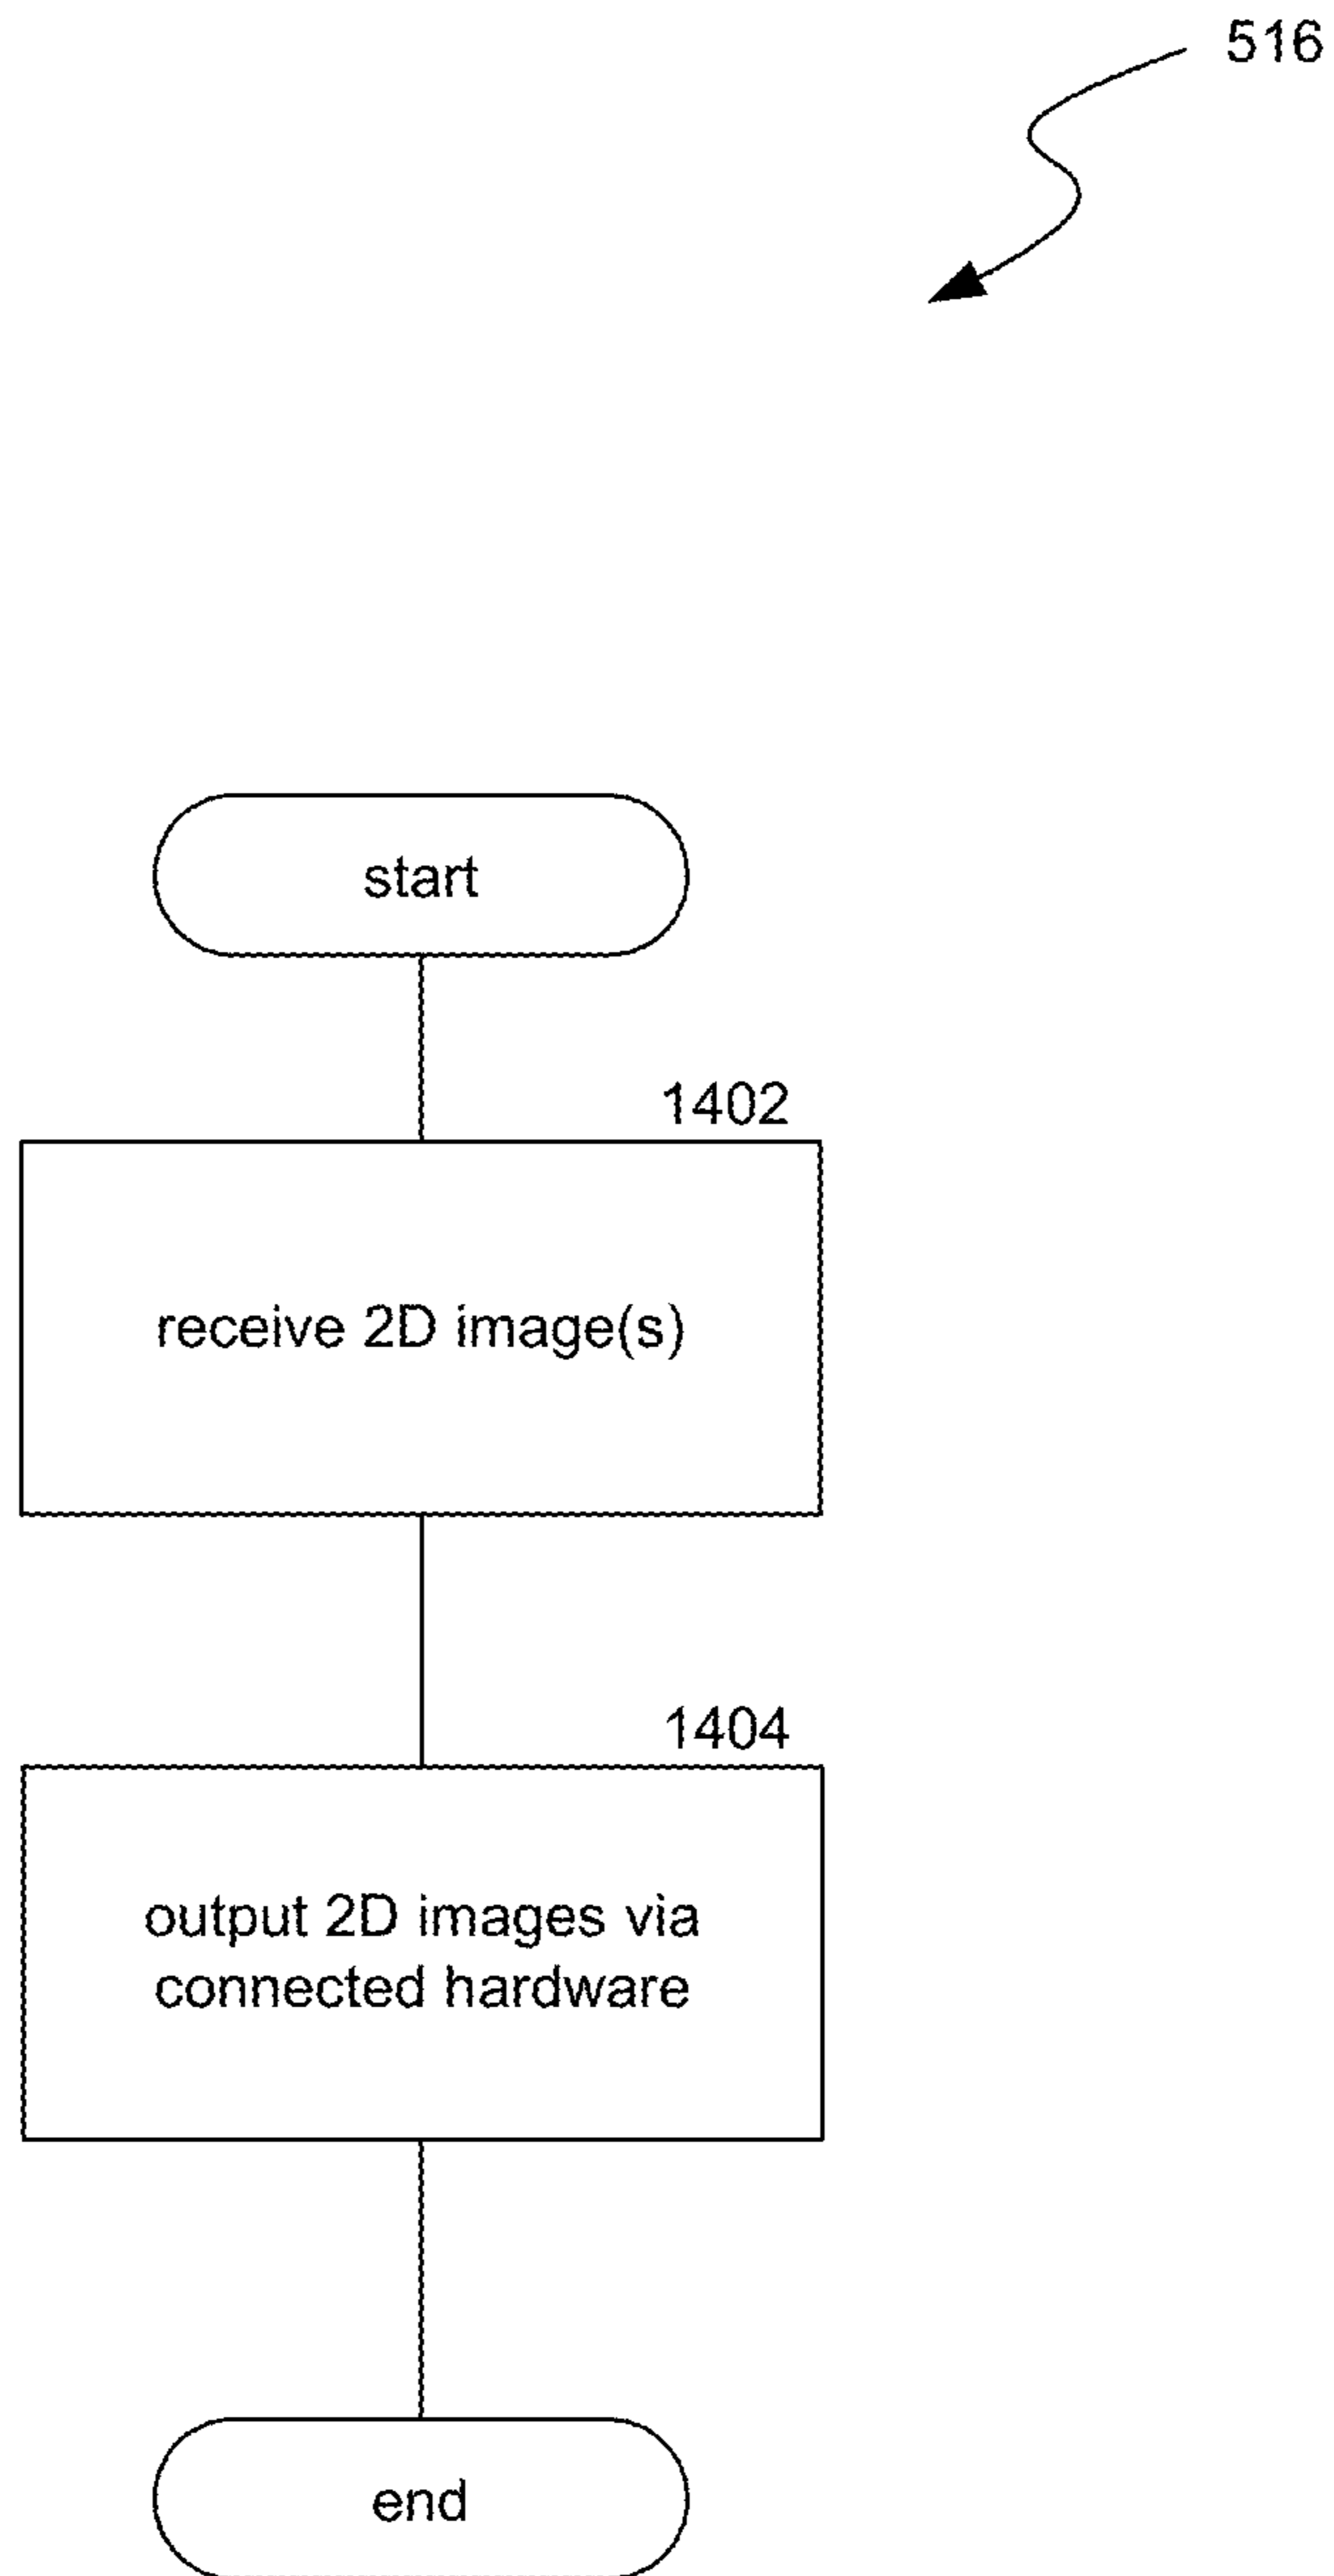 516
start
1402
receive 2D image(s)
1404
output 2D images via
connected hardware
end